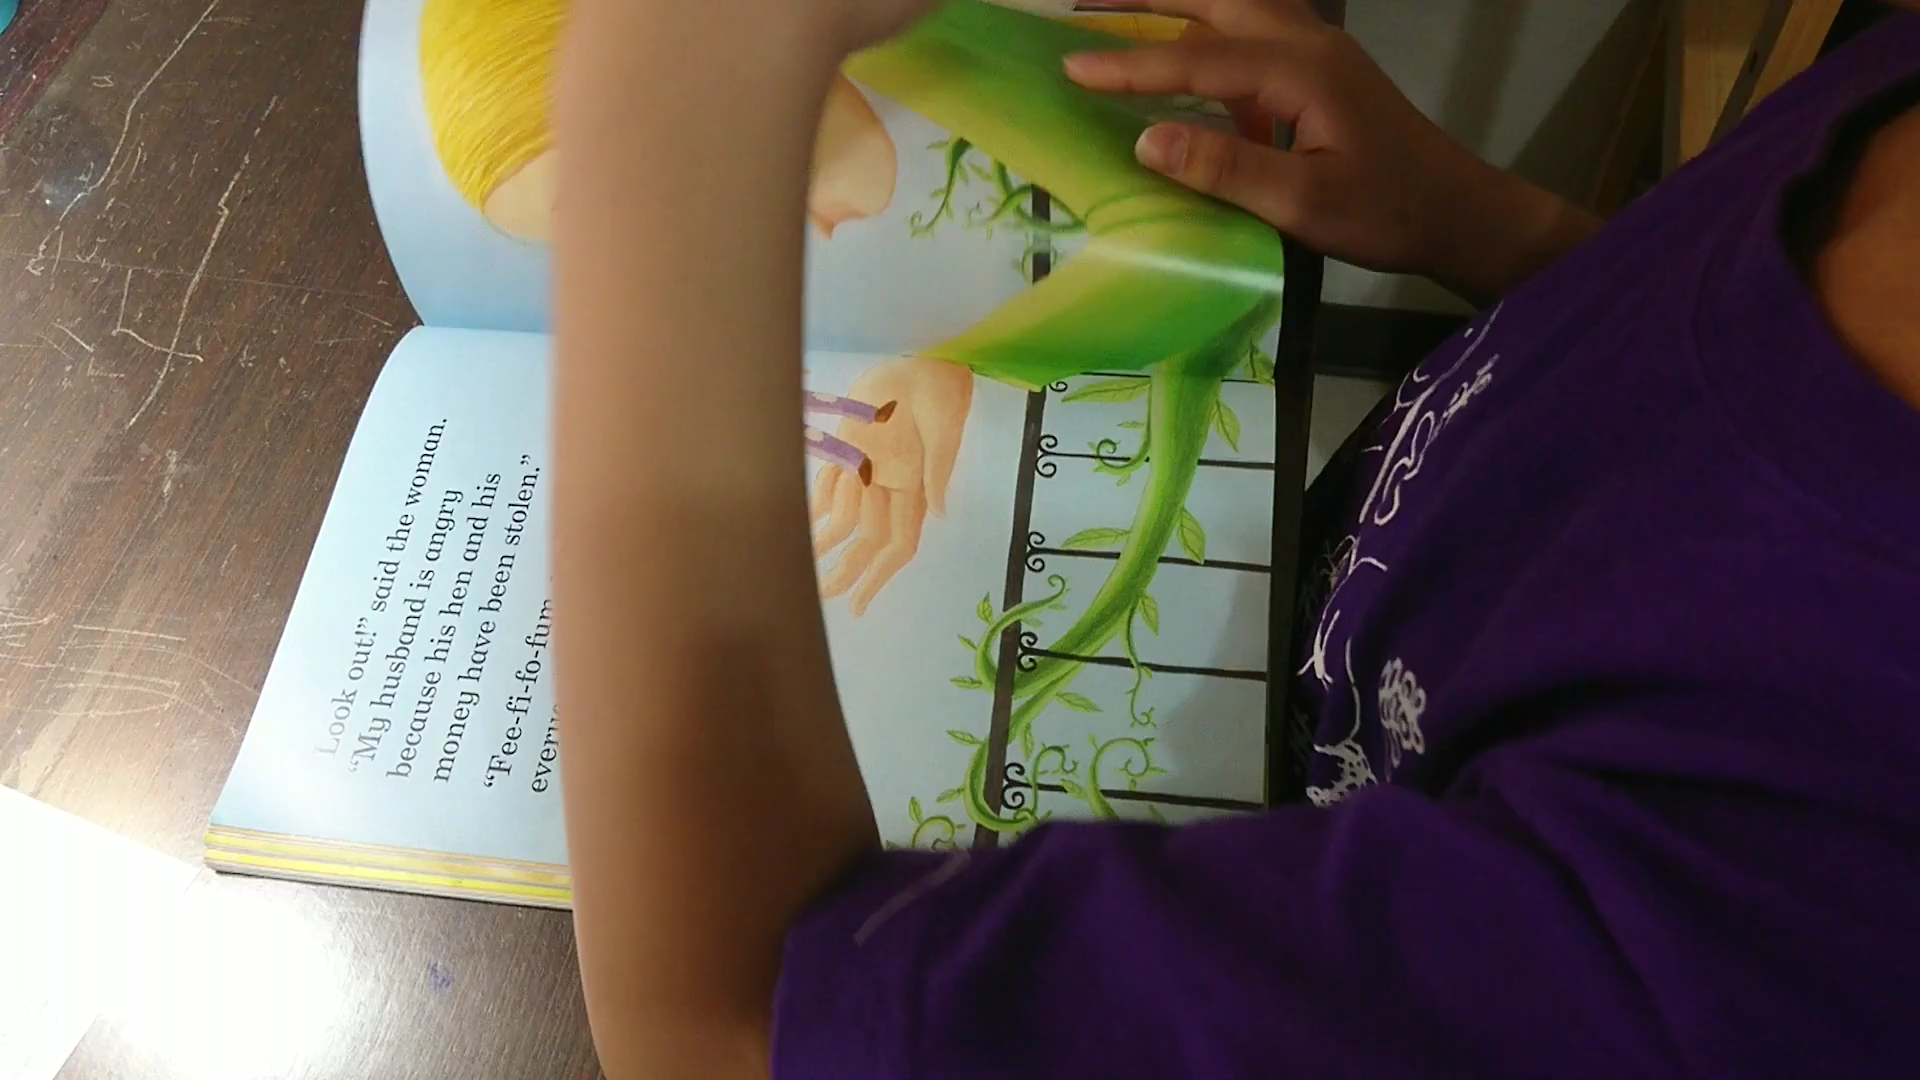 Look out!” said the woman.
“My husband is angry
because his hen and his
money have been stolen.”
“Fee-fi-fo-fum